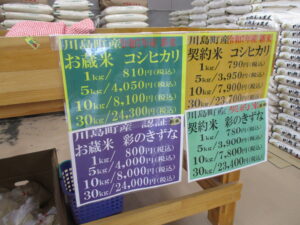 川島町産
お蔵米 コシヒカリ
1kg/ 810円(税込)
5kg/ 4,050円(税込)
10kg/ 8,100円(税込)
30kg/ 24,300円(税込)
川島町産
契約米 コシヒカリ
1kg/ 790円(税込)
5kg/ 3,950円(税込)
10kg/ 7,900円(税込)
30kg/ 23,700円(税込)
川島町産
お蔵米 彩のきずな
1kg/ 800円(税込)
5kg/ 4,000円(税込)
10kg/ 8,000円(税込)
30kg/ 24,000円(税込)
川島町産
契約米 彩のきずな
1kg/ 780円(税込)
5kg/ 3,900円(税込)
10kg/ 7,800円(税込)
30kg/ 23,400円(税込)